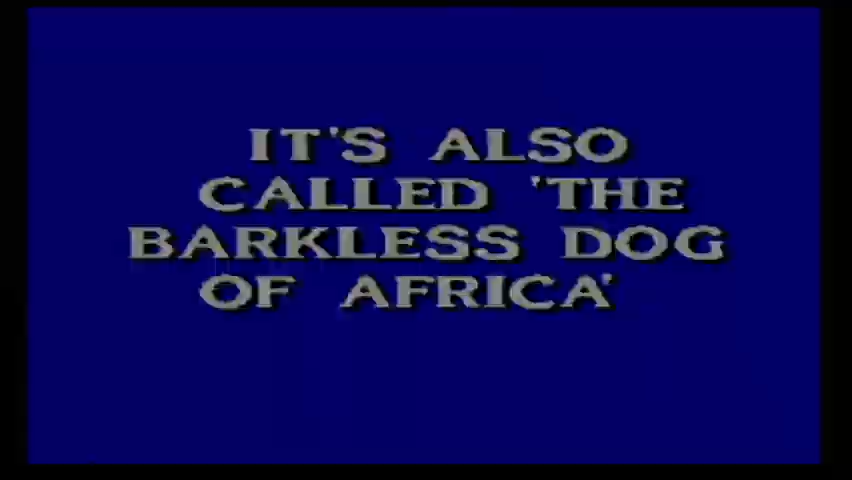 IT'S ALSO
CALLED 'THE
BARKLESS DOG
OF AFRICA'